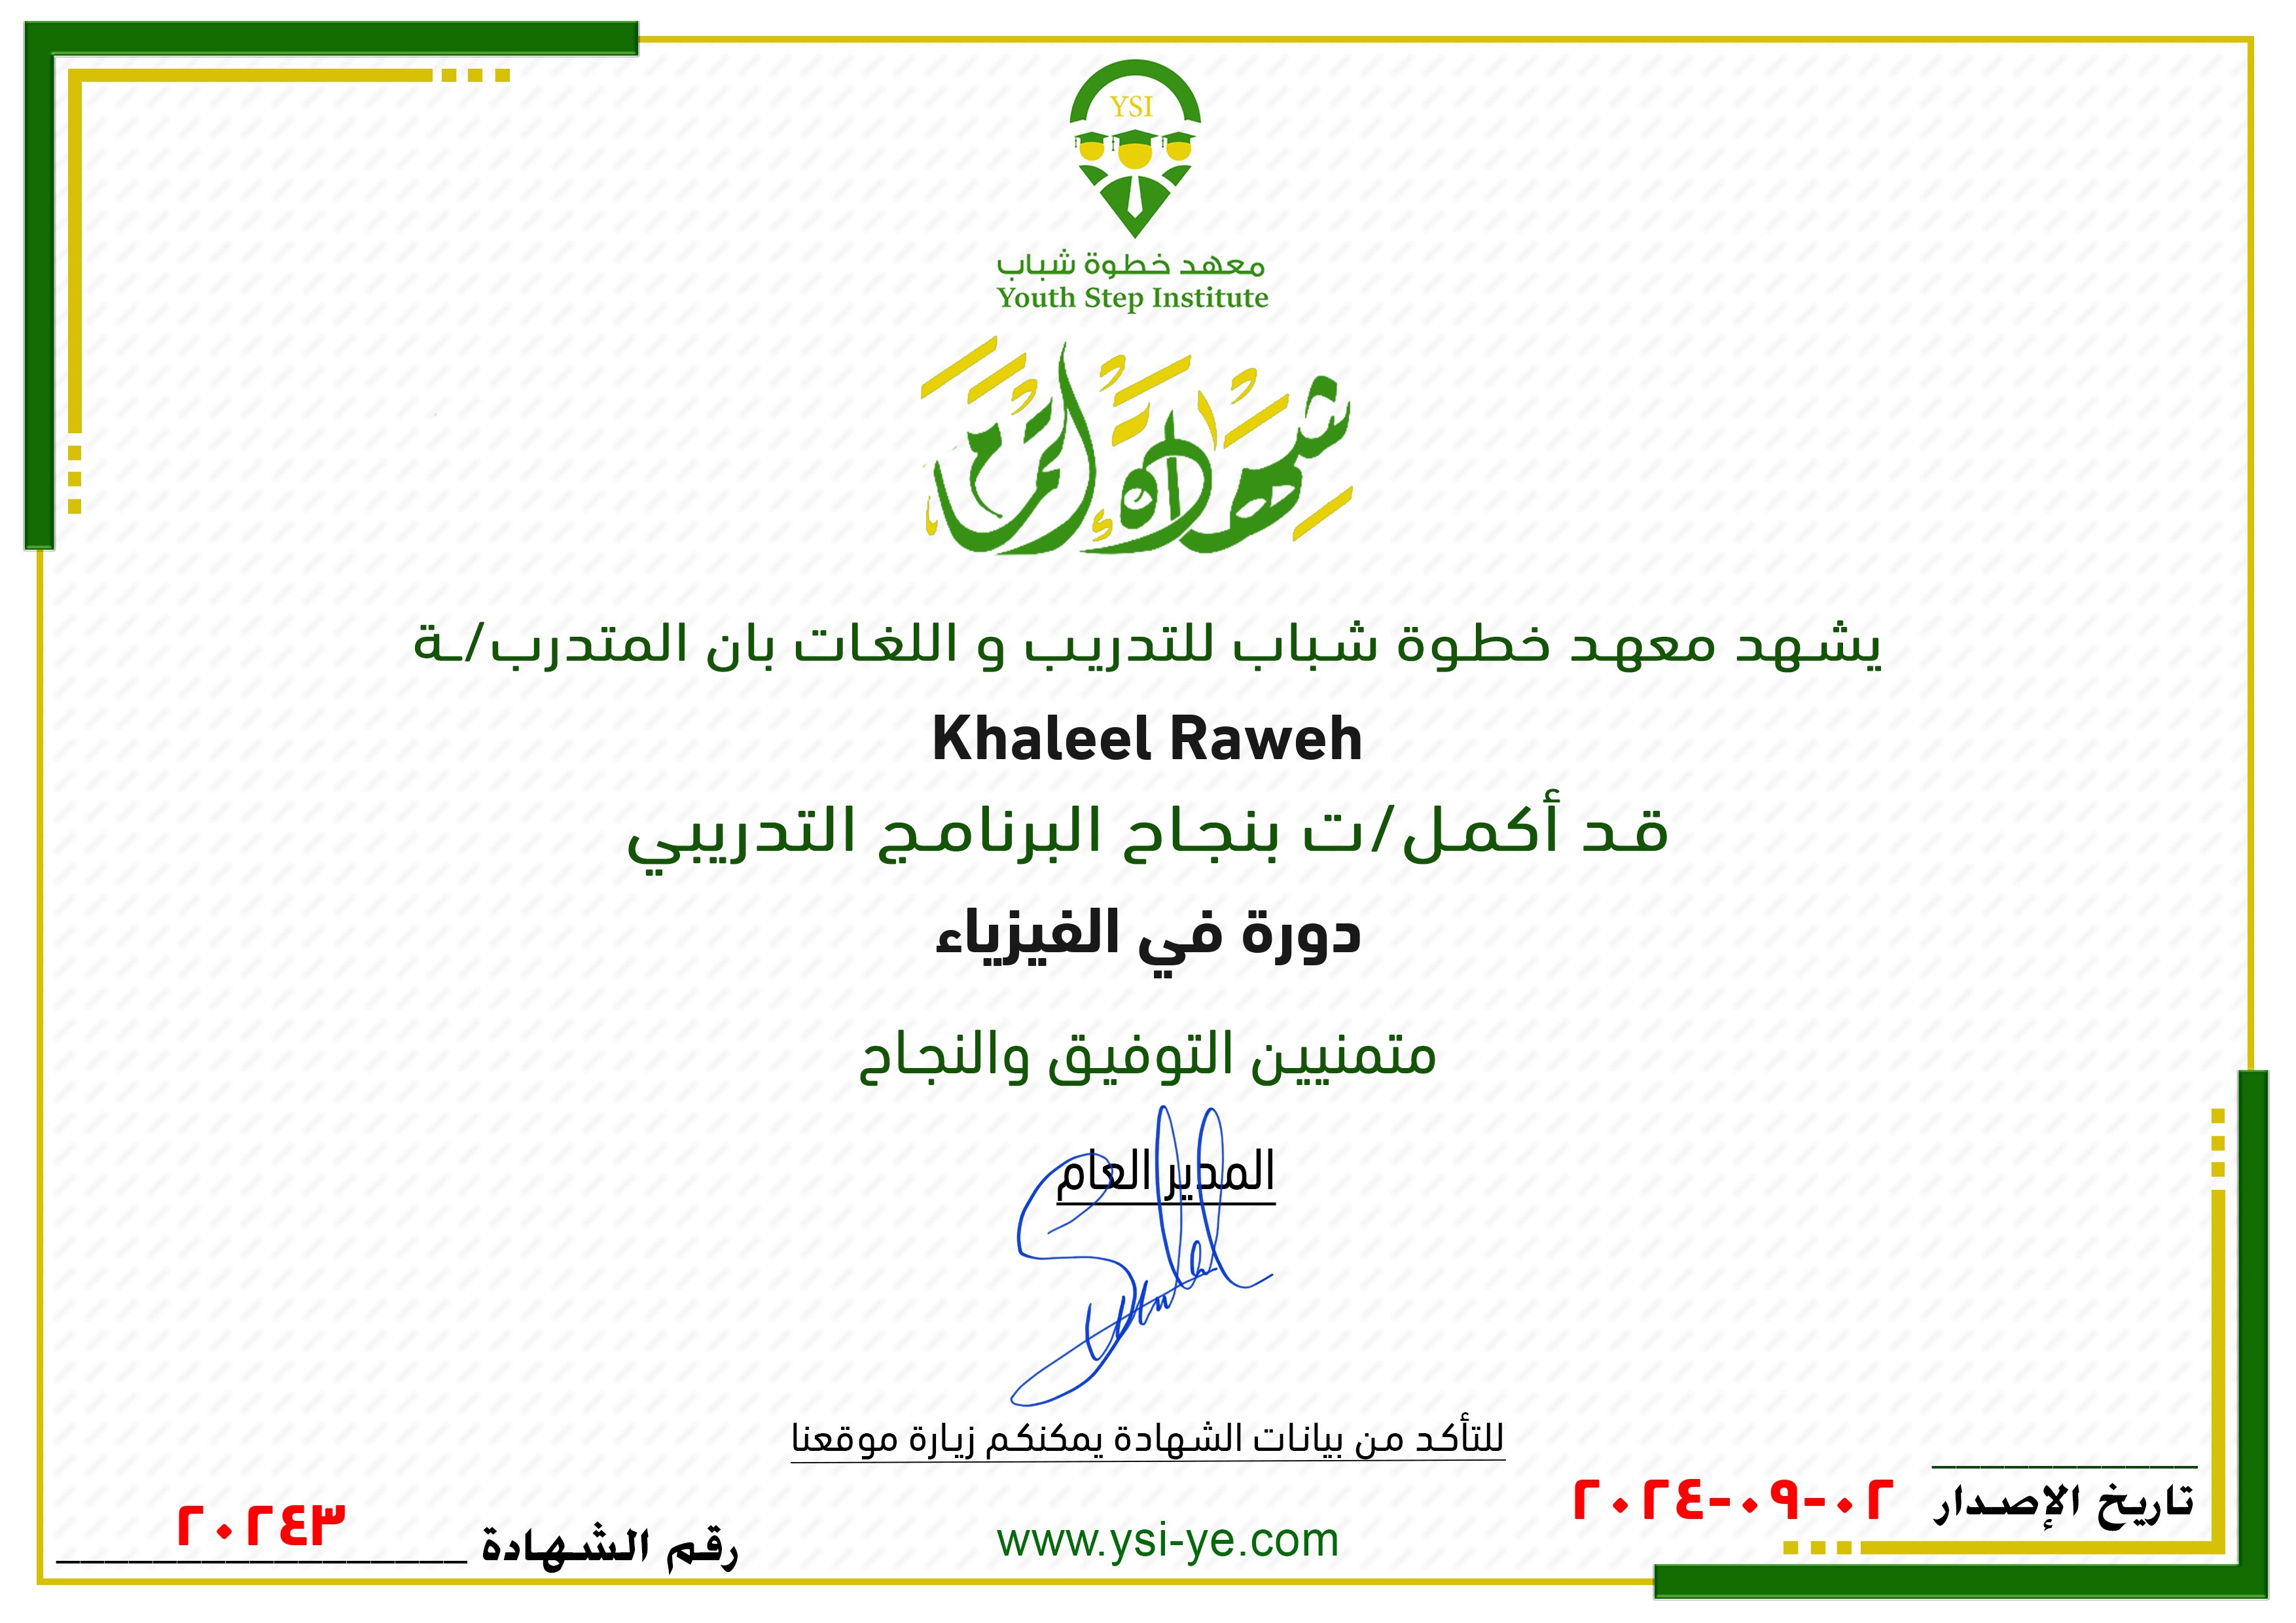 YSI
معهد خطوة شباب
Youth Step Institute
شِهَادَةُ إتمام
يشهد معهد خطوة شباب للتدريب و اللغات بان المتدرب/ـة
Khaleel Raweh
قد أكمل/ت بنجاح البرنامج التدريبي
دورة في الفيزياء
متمنيين التوفيق والنجاح
المدير العام
للتأكد من بيانات الشهادة يمكنكم زيارة موقعنا
تاريخ الإصدار ٢٠٢٤-٠٩-٠٢
www.ysi-ye.com
رقم الشهادة ٢٠٢٤٣